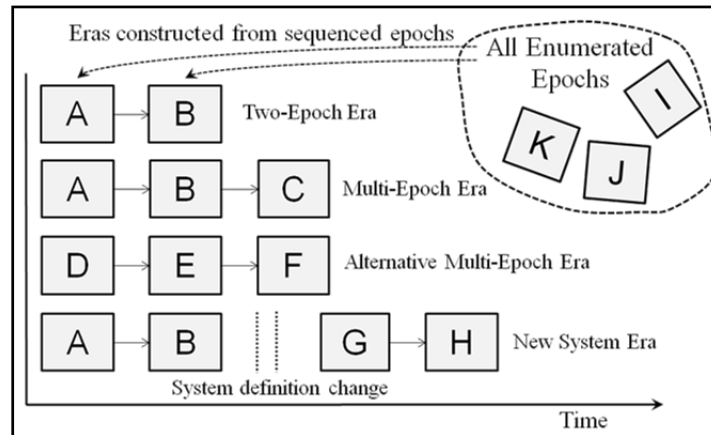 Eras constructed from sequenced epochs
All Enumerated
Epochs
I
K
J
A B Two-Epoch Era
A B C Multi-Epoch Era
D E F Alternative Multi-Epoch Era
A B G H New System Era
System definition change
Time